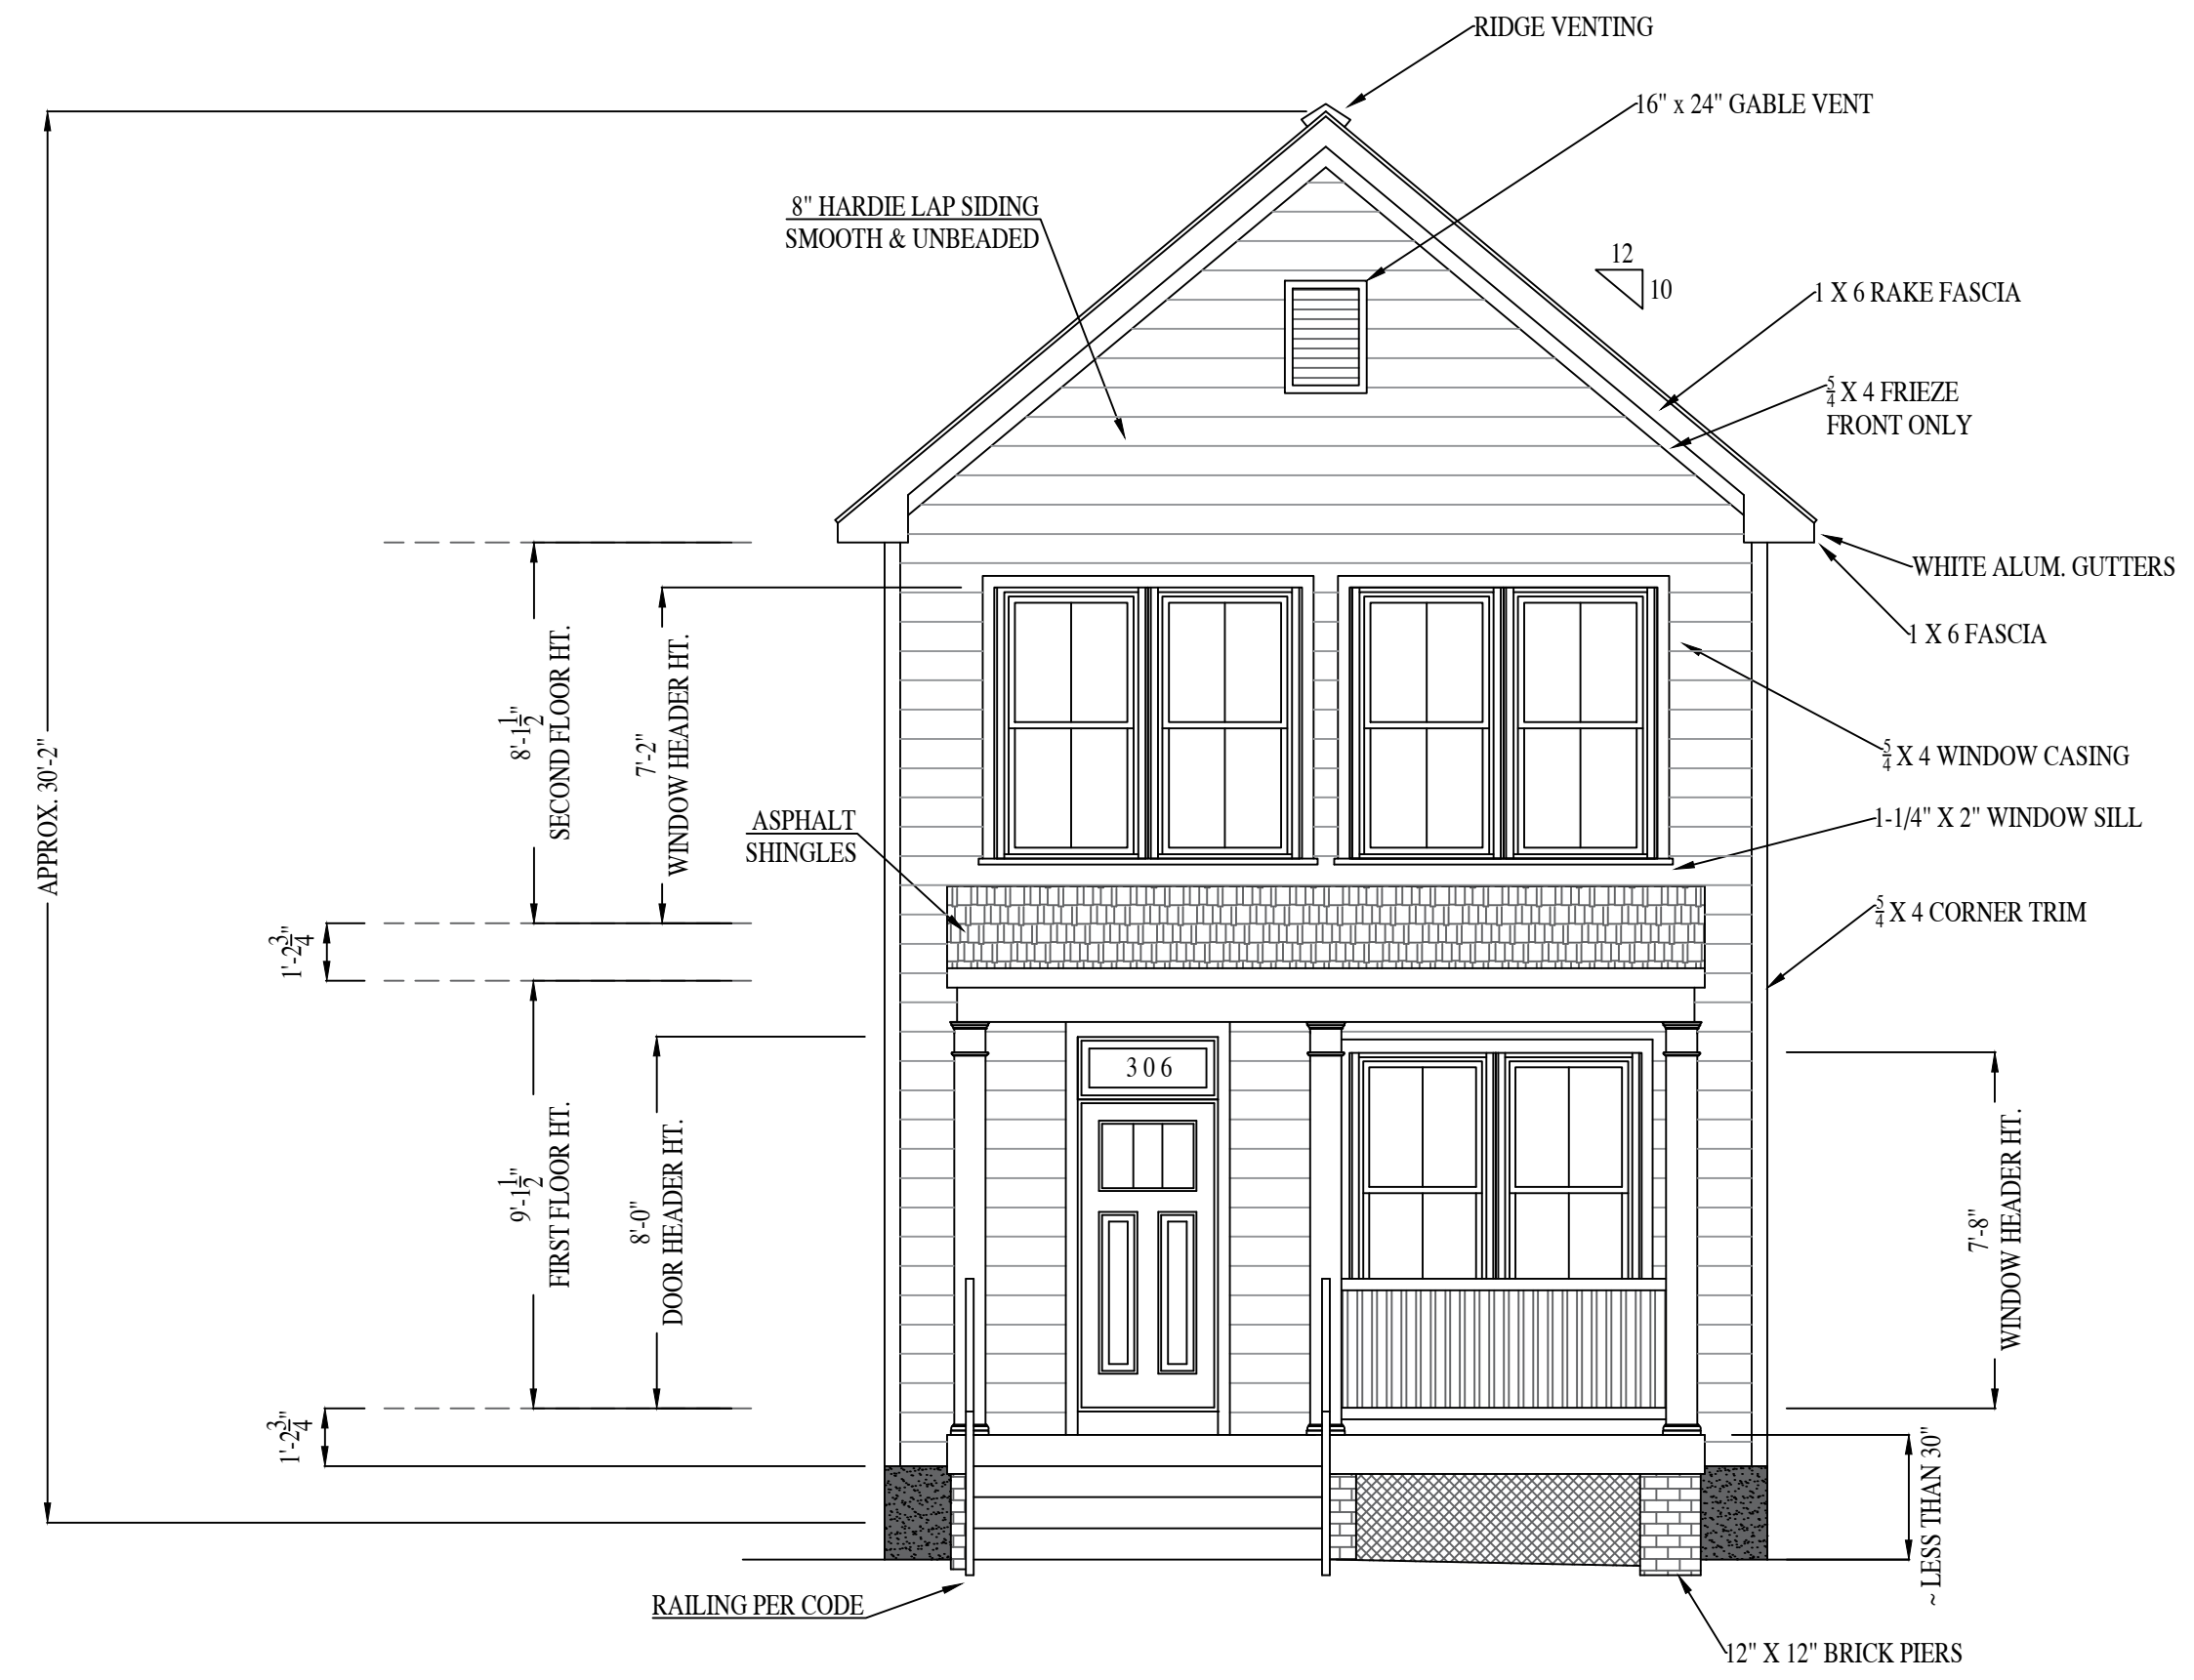 RIDGE VENTING
16" x 24" GABLE VENT
8" HARDIE LAP SIDING
SMOOTH & UNBEADED
12
10
1 X 6 RAKE FASCIA
5/4 X 4 FRIEZE
FRONT ONLY
WHITE ALUM. GUTTERS
1 X 6 FASCIA
8'-1 1/2"
SECOND FLOOR HT.
7'-2"
WINDOW HEADER HT.
APPROX. 30'-2"
5/4 X 4 WINDOW CASING
1-1/4" X 2" WINDOW SILL
ASPHALT
SHINGLES
5/4 X 4 CORNER TRIM
1'-2 3/4"
306
9'-1 1/2"
FIRST FLOOR HT.
8'-0"
DOOR HEADER HT.
7'-8"
WINDOW HEADER HT.
1'-2 3/4"
~ LESS THAN 30"
RAILING PER CODE
12" X 12" BRICK PIERS